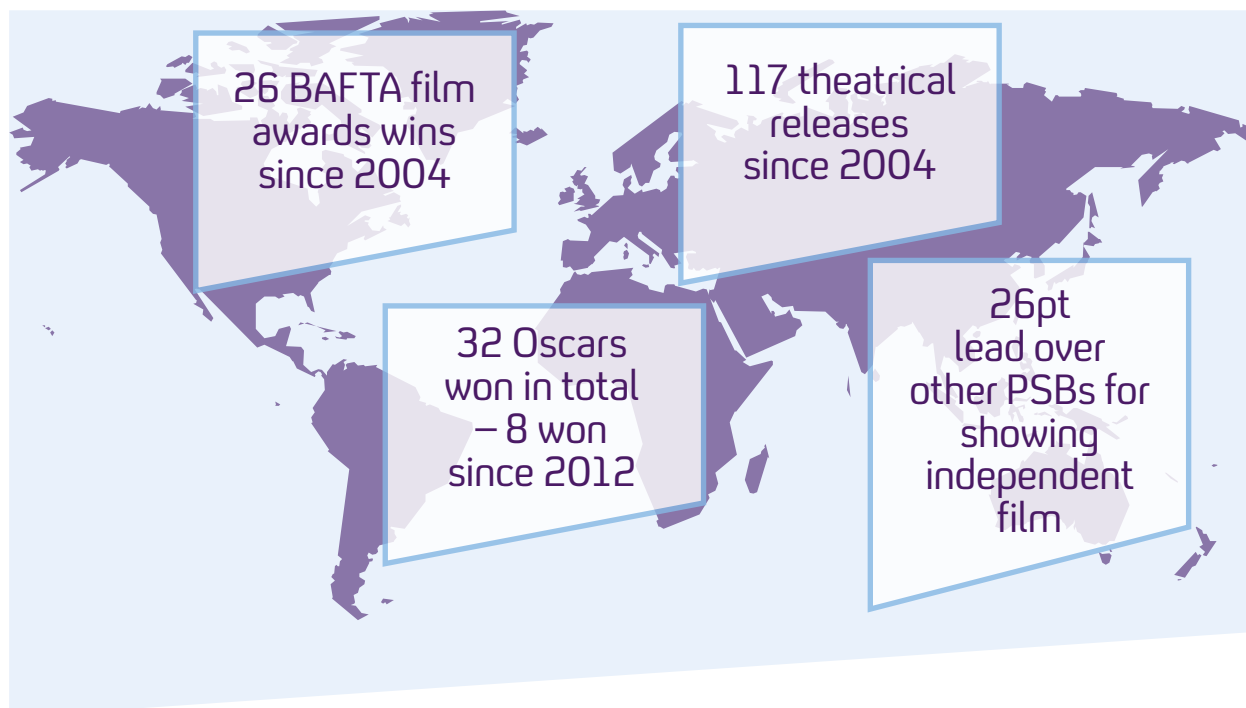 26 BAFTA film
awards wins
since 2004
117 theatrical
releases
since 2004
32 Oscars
won in total
– 8 won
since 2012
26pt
lead over
other PSBs for
showing
independent
film